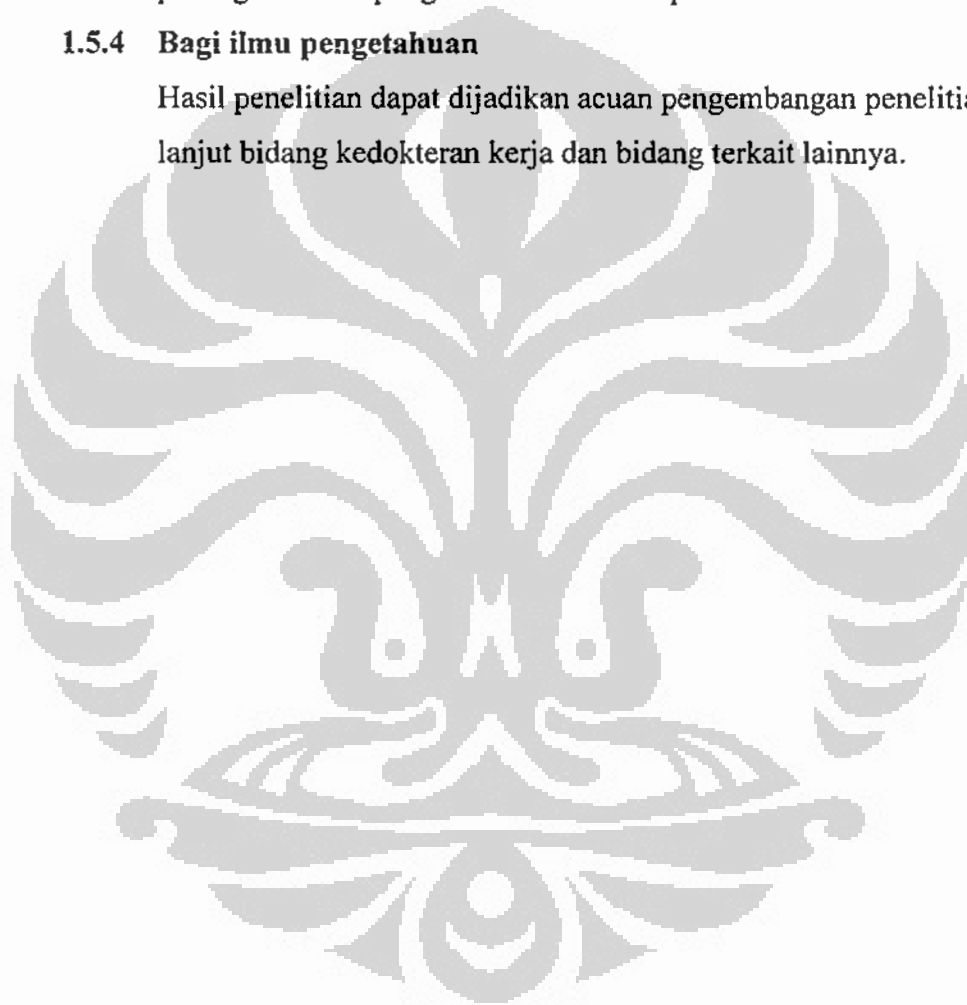 1.5.4 Bagi ilmu pengetahuan
Hasil penelitian dapat dijadikan acuan pengembangan
lanjut bidang kedokteran kerja dan bidang terkait lainnya.